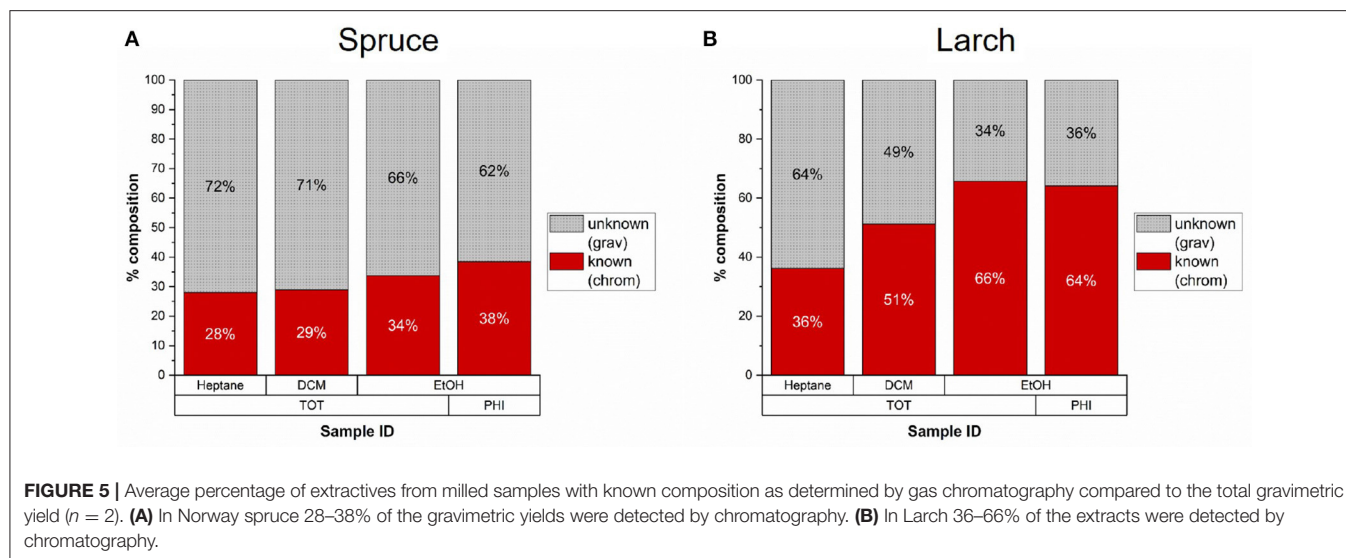 A
Spruce
100
90
80
70
60
50
40
30
20
10
0
% composition
72%
71%
66%
62%
28%
29%
34%
38%
unknown
(grav)
known
(chrom)
Heptane
DCM
EtOH
TOT
PHI
Sample ID
B
Larch
100
80
60
40
20
0
% composition
64%
49%
34%
36%
36%
51%
66%
64%
unknown
(grav)
known
(chrom)
Heptane
DCM
EtOH
TOT
PHI
Sample ID
FIGURE 5 | Average percentage of extractives from milled samples with known composition as determined by gas chromatography compared to the total gravimetric
yield (n = 2). (A) In Norway spruce 28–38% of the gravimetric yields were detected by chromatography. (B) In Larch 36–66% of the extracts were detected by
chromatography.